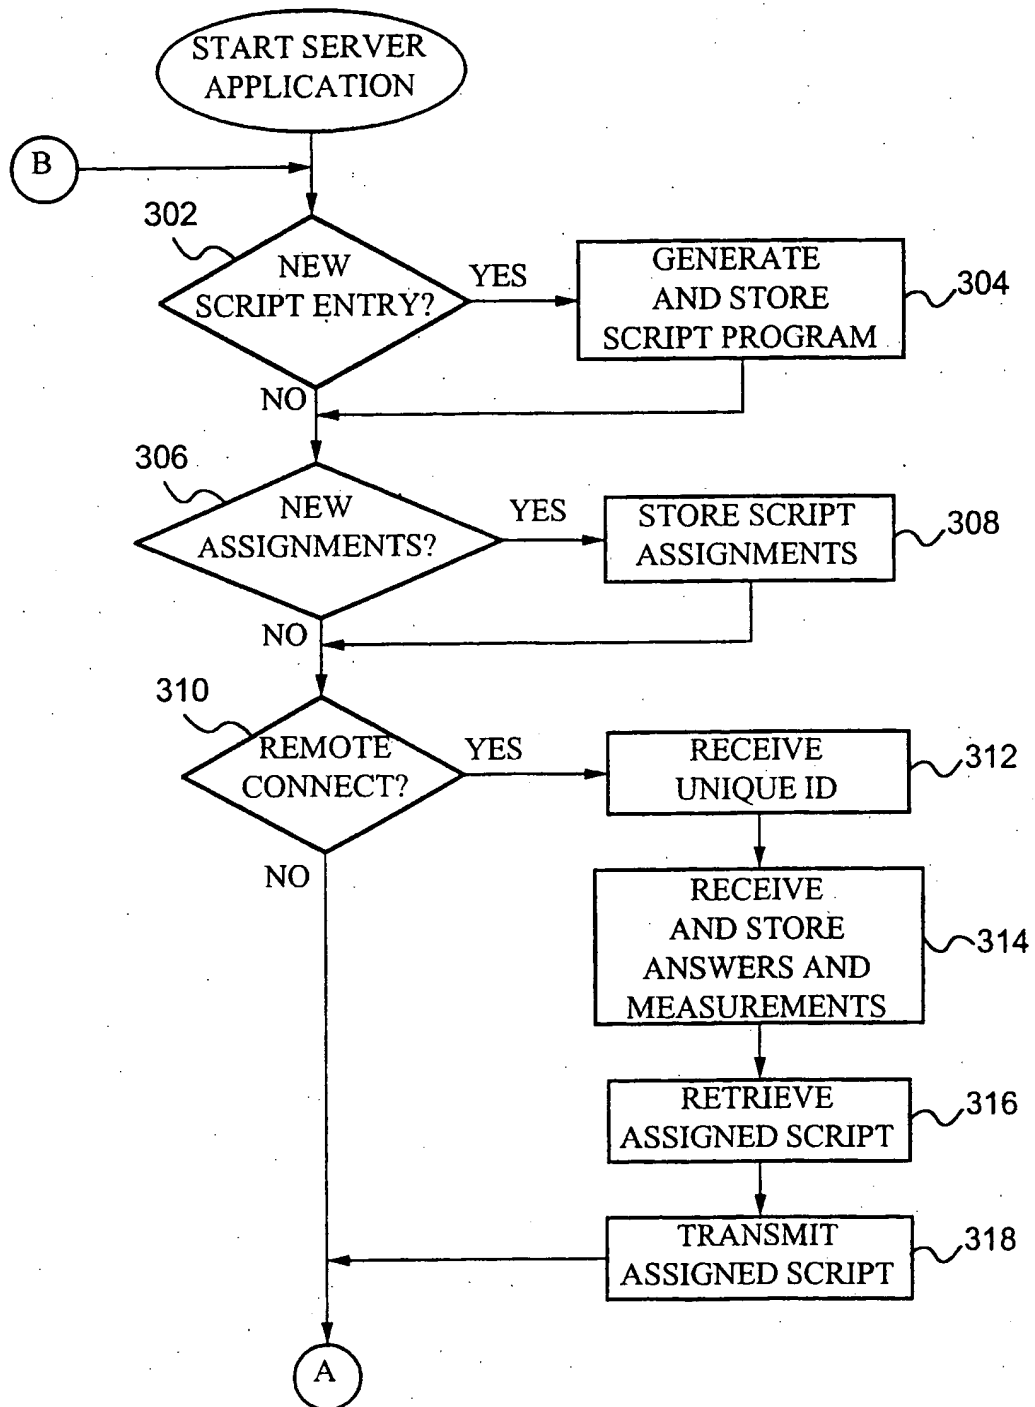 START SERVER
APPLICATION
B
302
NEW
SCRIPT ENTRY?
YES
GENERATE
AND STORE
SCRIPT PROGRAM
304
NO
306
NEW
ASSIGNMENTS?
YES
STORE SCRIPT
ASSIGNMENTS
308
NO
310
REMOTE
CONNECT?
YES
RECEIVE
UNIQUE ID
312
NO
RECEIVE
AND STORE
ANSWERS AND
MEASUREMENTS
314
RETRIEVE
ASSIGNED SCRIPT
316
TRANSMIT
ASSIGNED SCRIPT
318
A